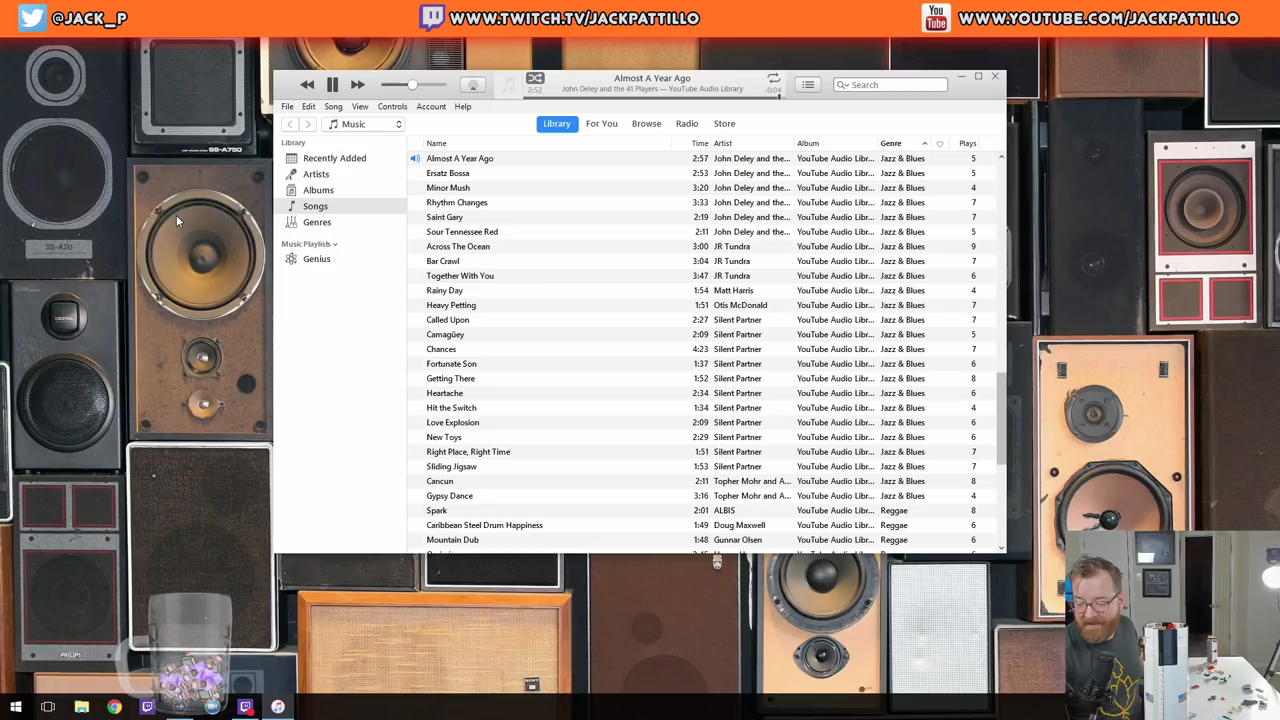 @JACK_P
WWW.TWITCH.TV/JACKPATTILLO
You Tube
WWW.YOUTUBE.COM/JACKPATTILLO
Almost A Year Ago
2:52 John Deley and the 41 Players — YouTube Audio Library -0:04
Search
File Edit Song View Controls Account Help
Music
Library For You Browse Radio Store
Library
Recently Added
Artists
Albums
Songs
Genres
Music Playlists
Genius
Name Time Artist Album Genre Plays
Almost A Year Ago 2:57 John Deley and the... YouTube Audio Libr... Jazz & Blues 5
Ersatz Bossa 2:53 John Deley and the... YouTube Audio Libr... Jazz & Blues 5
Minor Mush 3:20 John Deley and the... YouTube Audio Libr... Jazz & Blues 4
Rhythm Changes 3:33 John Deley and the... YouTube Audio Libr... Jazz & Blues 7
Saint Gary 2:19 John Deley and the... YouTube Audio Libr... Jazz & Blues 7
Sour Tennessee Red 2:11 John Deley and the... YouTube Audio Libr... Jazz & Blues 5
Across The Ocean 3:00 JR Tundra YouTube Audio Libr... Jazz & Blues 9
Bar Crawl 3:04 JR Tundra YouTube Audio Libr... Jazz & Blues 7
Together With You 3:47 JR Tundra YouTube Audio Libr... Jazz & Blues 6
Rainy Day 1:54 Matt Harris YouTube Audio Libr... Jazz & Blues 4
Heavy Petting 1:51 Otis McDonald YouTube Audio Libr... Jazz & Blues 7
Called Upon 2:27 Silent Partner YouTube Audio Libr... Jazz & Blues 7
Camagüey 2:09 Silent Partner YouTube Audio Libr... Jazz & Blues 5
Chances 4:23 Silent Partner YouTube Audio Libr... Jazz & Blues 7
Fortunate Son 1:37 Silent Partner YouTube Audio Libr... Jazz & Blues 6
Getting There 1:52 Silent Partner YouTube Audio Libr... Jazz & Blues 8
Heartache 2:34 Silent Partner YouTube Audio Libr... Jazz & Blues 6
Hit the Switch 1:34 Silent Partner YouTube Audio Libr... Jazz & Blues 4
Love Explosion 2:09 Silent Partner YouTube Audio Libr... Jazz & Blues 6
New Toys 2:29 Silent Partner YouTube Audio Libr... Jazz & Blues 6
Right Place, Right Time 1:51 Silent Partner YouTube Audio Libr... Jazz & Blues 7
Sliding Jigsaw 1:53 Silent Partner YouTube Audio Libr... Jazz & Blues 7
Cancun 2:11 Topher Mohr and A... YouTube Audio Libr... Jazz & Blues 8
Gypsy Dance 3:16 Topher Mohr and A... YouTube Audio Libr... Jazz & Blues 4
Spark 2:01 ALBIS YouTube Audio Libr... Reggae 8
Caribbean Steel Drum Happiness 1:49 Doug Maxwell YouTube Audio Libr... Reggae 6
Mountain Dub 1:48 Gunnar Olsen YouTube Audio Libr... Reggae 6
SS-A750
SS-A20
PHILIPS
SONY